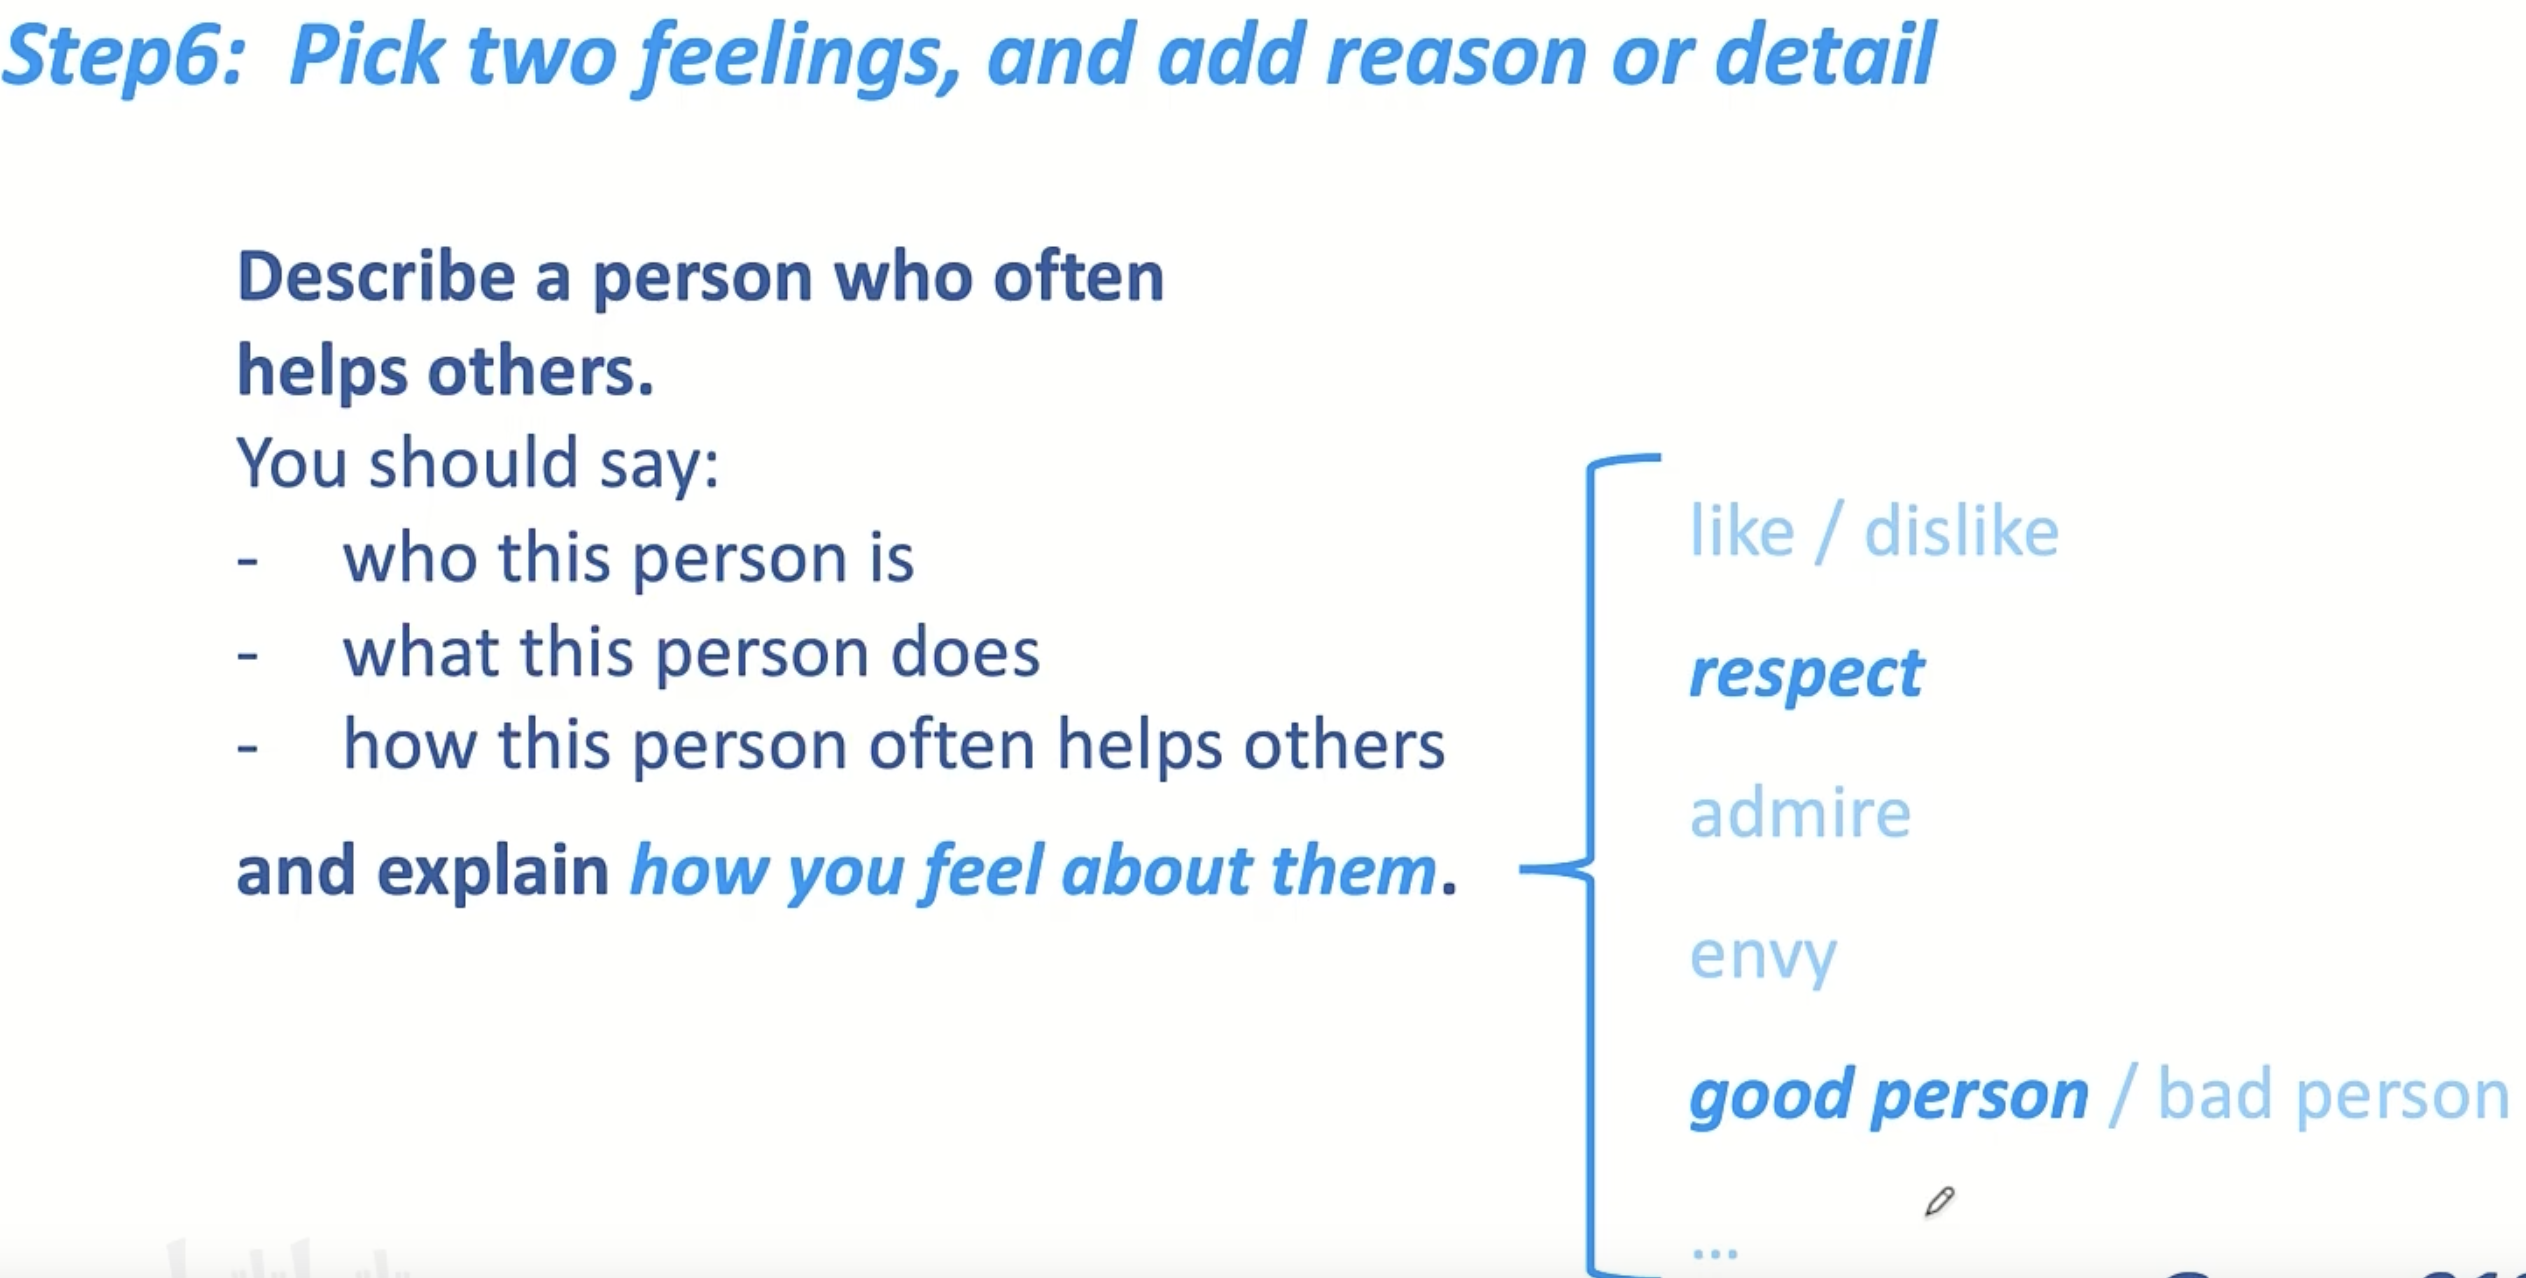 Step6: Pick two feelings, and add reason or detail
Describe a person who often
helps others.
You should say:
- who this person is
- what this person does
- how this person often helps others
and explain how you feel about them.
like / dislike
respect
admire
envy
good person / bad person
...